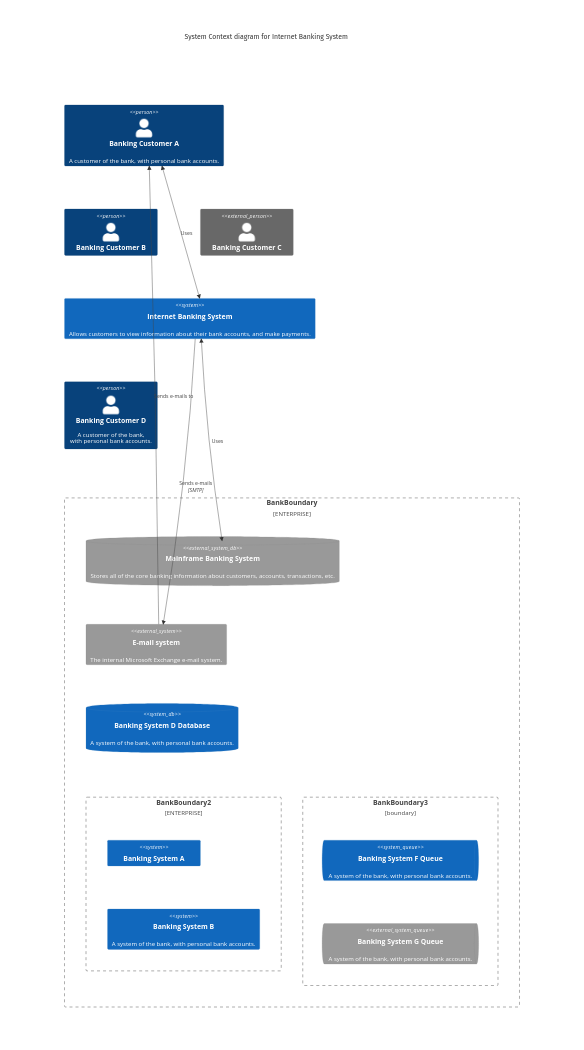 System Context diagram for Internet Banking System
<<person>>
Banking Customer A
A customer of the bank, with personal bank accounts.
<<person>>
Banking Customer B
Uses
<<external_person>>
Banking Customer C
<<system>>
Internet Banking System
Allows customers to view information about their bank accounts, and make payments.
<<person>>
Banking Customer D
A customer of the bank,
with personal bank accounts.
ends e-mails to
Uses
Sends e-mails
[SMTP]
BankBoundary
[ENTERPRISE]
<<external_system_db>>
Mainframe Banking System
Stores all of the core banking information about customers, accounts, transactions, etc.
<<external_system>>
E-mail system
The internal Microsoft Exchange e-mail system.
<<system_db>>
Banking System D Database
A system of the bank, with personal bank accounts.
BankBoundary2
[ENTERPRISE]
<<system>>
Banking System A
<<system>>
Banking System B
A system of the bank, with personal bank accounts.
BankBoundary3
[boundary]
<<system_queue>>
Banking System F Queue
A system of the bank, with personal bank accounts.
<<external_system_queue>>
Banking System G Queue
A system of the bank, with personal bank accounts.